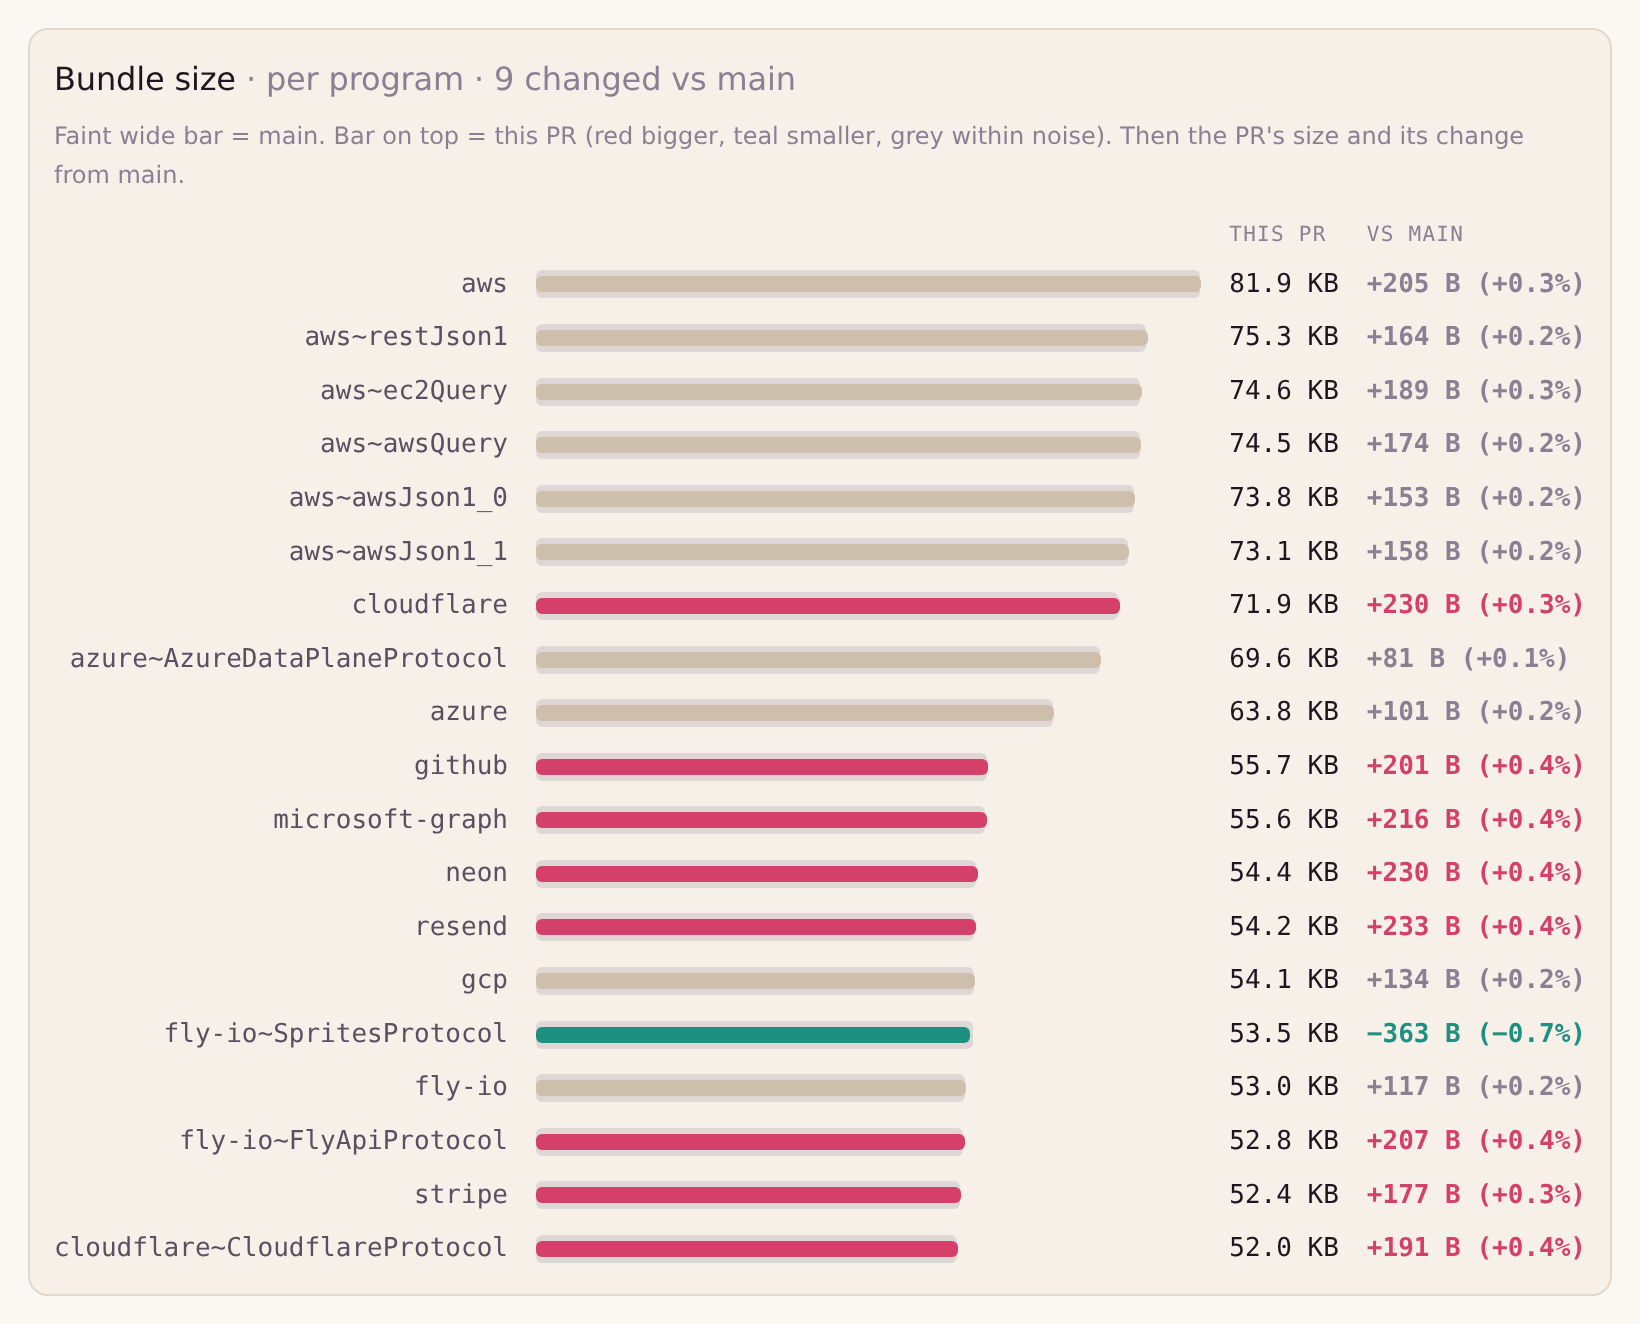 Bundle size · per program · 9 changed vs main
Faint wide bar = main. Bar on top = this PR (red bigger, teal smaller, grey within noise). Then the PR's size and its change
from main.
THIS PR VS MAIN
aws 81.9 KB +205 B (+0.3%)
aws~restJson1 75.3 KB +164 B (+0.2%)
aws~ec2Query 74.6 KB +189 B (+0.3%)
aws~awsQuery 74.5 KB +174 B (+0.2%)
aws~awsJson1_0 73.8 KB +153 B (+0.2%)
aws~awsJson1_1 73.1 KB +158 B (+0.2%)
cloudflare 71.9 KB +230 B (+0.3%)
azure~AzureDataPlaneProtocol 69.6 KB +81 B (+0.1%)
azure 63.8 KB +101 B (+0.2%)
github 55.7 KB +201 B (+0.4%)
microsoft-graph 55.6 KB +216 B (+0.4%)
neon 54.4 KB +230 B (+0.4%)
resend 54.2 KB +233 B (+0.4%)
gcp 54.1 KB +134 B (+0.2%)
fly-io~SpritesProtocol 53.5 KB −363 B (−0.7%)
fly-io 53.0 KB +117 B (+0.2%)
fly-io~FlyApiProtocol 52.8 KB +207 B (+0.4%)
stripe 52.4 KB +177 B (+0.3%)
cloudflare~CloudflareProtocol 52.0 KB +191 B (+0.4%)